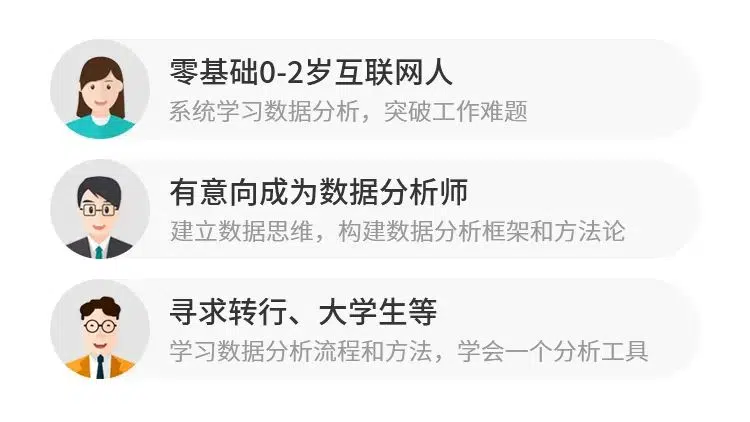 零基础0-2岁互联网人
系统学习数据分析，突破工作难题
有意向成为数据分析师
建立数据思维，构建数据分析框架和方法论
寻求转行、大学生等
学习数据分析流程和方法，学会一个分析工具